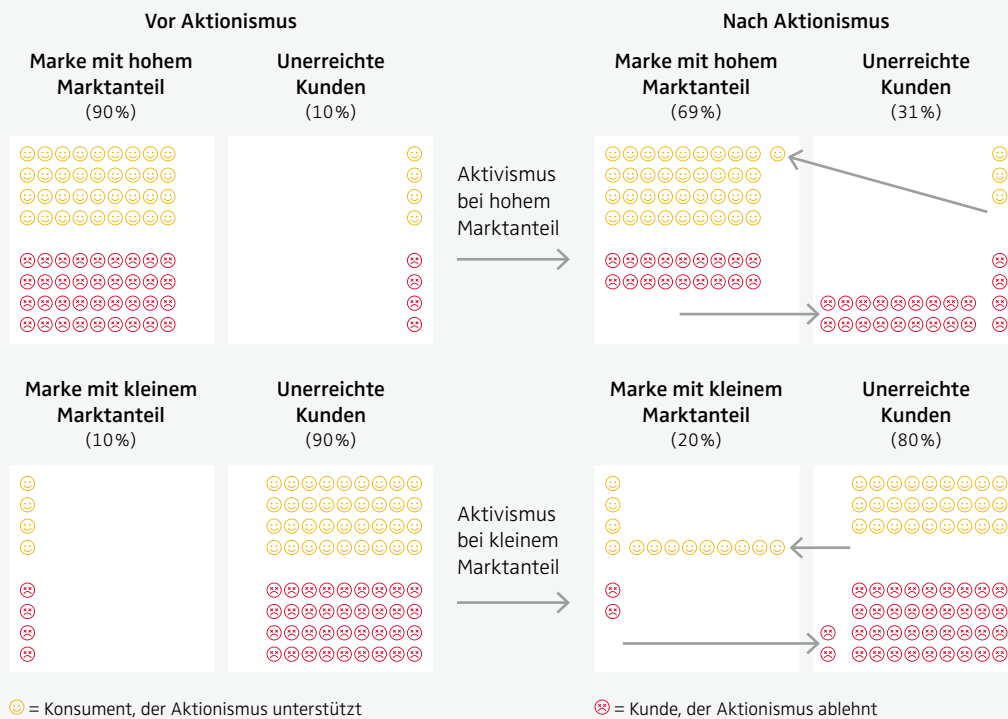 Vor Aktionismus
Nach Aktionismus
Marke mit hohem
Marktanteil
(90%)
Unerreichte
Kunden
(10%)
Marke mit hohem
Marktanteil
(69%)
Unerreichte
Kunden
(31%)
Aktivismus
bei hohem
Marktanteil
Marke mit kleinem
Marktanteil
(10%)
Unerreichte
Kunden
(90%)
Marke mit kleinem
Marktanteil
(20%)
Unerreichte
Kunden
(80%)
Aktivismus
bei kleinem
Marktanteil
= Konsument, der Aktionismus unterstützt
= Kunde, der Aktionismus ablehnt